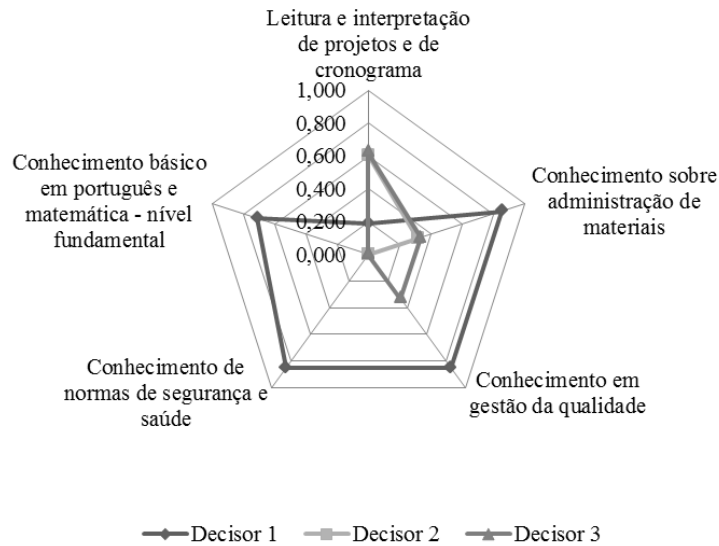 Leitura e interpretação
de projetos e de
cronograma
1,000
0,800
0,600
0,400
0,200
0,000
Conhecimento sobre
administração de
materiais
Conhecimento em
gestão da qualidade
Conhecimento de
normas de segurança e
saúde
Conhecimento básico
em português e
matemática - nível
fundamental
Decisor 1
Decisor 2
Decisor 3